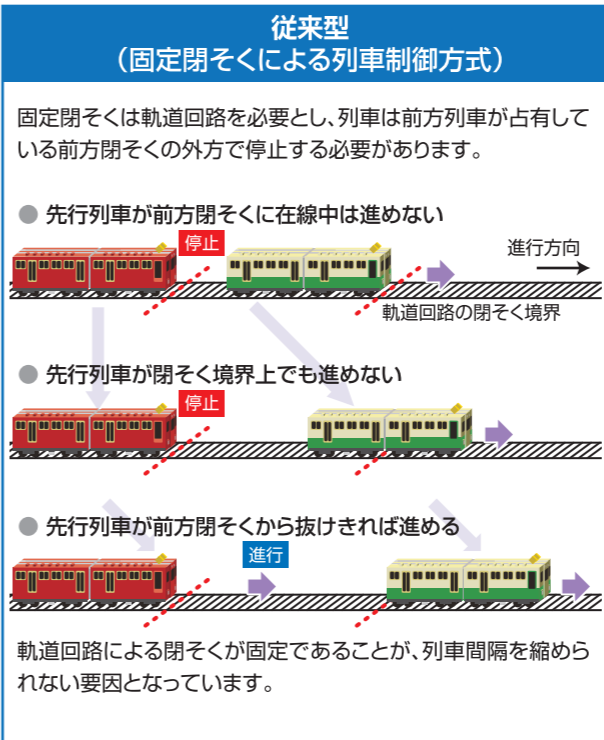 従来型
（固定閉そくによる列車制御方式）
固定閉そくは軌道回路を必要とし、列車は前方列車が占有して
いる前方閉そくの外方で停止する必要があります。
● 先行列車が前方閉そくに在線中は進めない
停止
進行方向
軌道回路の閉そく境界
● 先行列車が閉そく境界上でも進めない
停止
● 先行列車が前方閉そくから抜けきれば進める
進行
軌道回路による閉そくが固定であることが、列車間隔を縮めら
れない要因となっています。